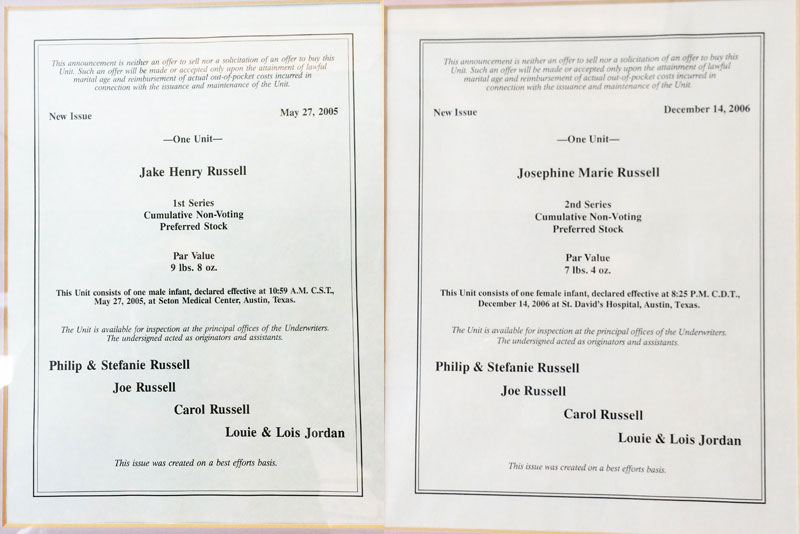 This announcement is neither an offer to sell nor a solicitation of an offer to buy this
Unit. Such an offer will be made or accepted only upon the attainment of lawful
marital age and reimbursement of actual out-of-pocket costs incurred in
connection with the issuance and maintenance of the Unit.
New Issue
May 27, 2005
—One Unit—
Jake Henry Russell
1st Series
Cumulative Non-Voting
Preferred Stock
Par Value
9 lbs. 8 oz.
This Unit consists of one male infant, declared effective at 10:59 A.M. C.S.T.,
May 27, 2005, at Seton Medical Center, Austin, Texas.
The Unit is available for inspection at the principal offices of the Underwriters.
The undersigned acted as originators and assistants.
Philip & Stefanie Russell
Joe Russell
Carol Russell
Louie & Lois Jordan
This issue was created on a best efforts basis.
This announcement is neither an offer to sell nor a solicitation of an offer to buy this
Unit. Such an offer will be made or accepted only upon the attainment of lawful
marital age and reimbursement of actual out-of-pocket costs incurred in
connection with the issuance and maintenance of the Unit.
New Issue
December 14, 2006
—One Unit—
Josephine Marie Russell
2nd Series
Cumulative Non-Voting
Preferred Stock
Par Value
7 lbs. 4 oz.
This Unit consists of one female infant, declared effective at 8:25 P.M. C.D.T.,
December 14, 2006 at St. David's Hospital, Austin, Texas.
The Unit is available for inspection at the principal offices of the Underwriters.
The undersigned acted as originators and assistants.
Philip & Stefanie Russell
Joe Russell
Carol Russell
Louie & Lois Jordan
This issue was created on a best efforts basis.